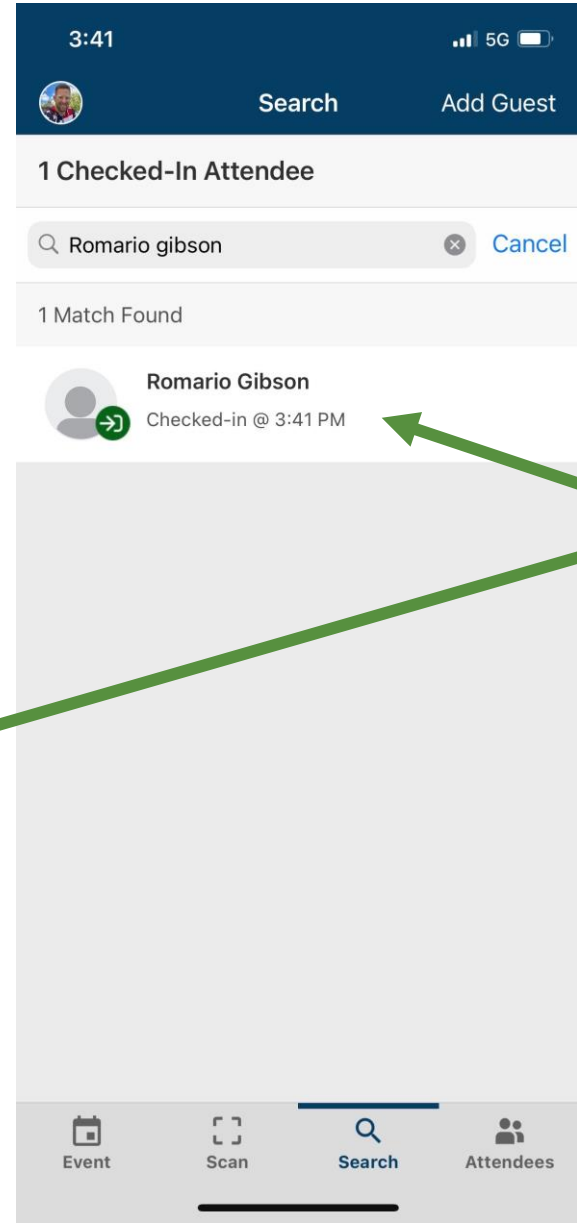 3:41 5G
Search Add Guest
1 Checked-In Attendee
Romario gibson Cancel
1 Match Found
Romario Gibson
Checked-in @ 3:41 PM
Event Scan Search Attendees